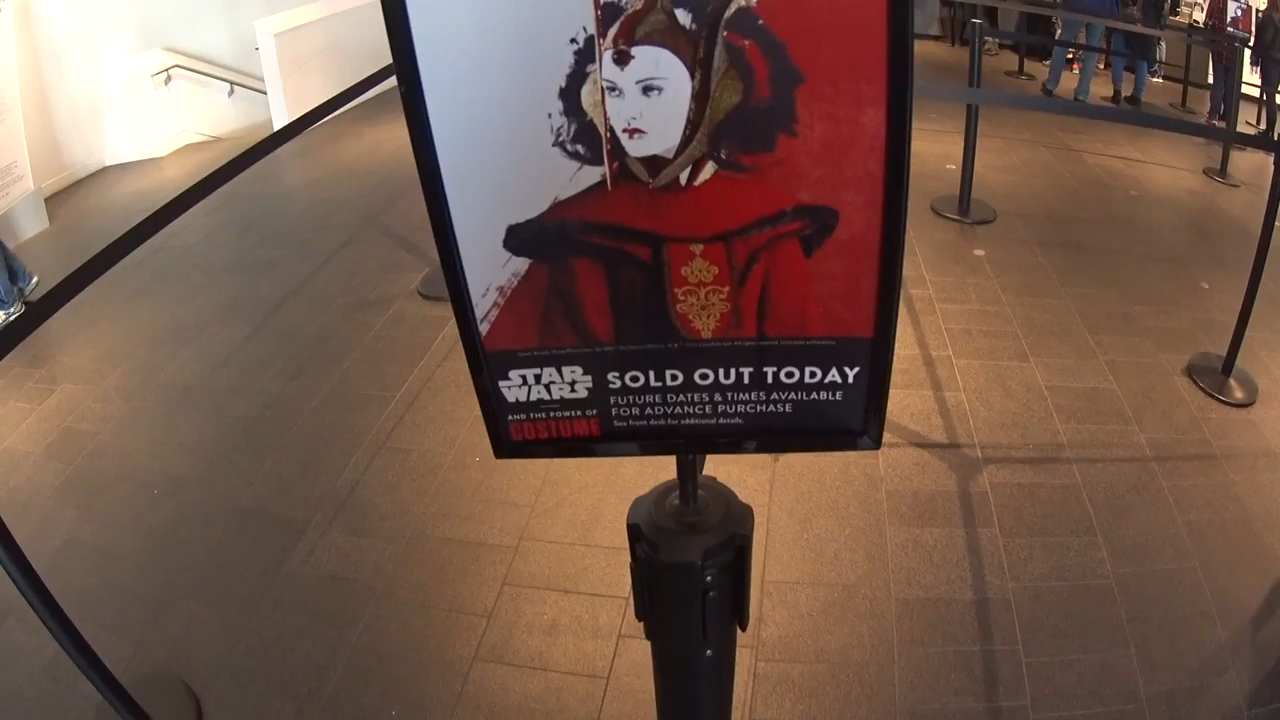 STAR
WARS
AND THE POWER OF
COSTUME
SOLD OUT TODAY
FUTURE DATES & TIMES AVAILABLE
FOR ADVANCE PURCHASE
See front desk for additional details.